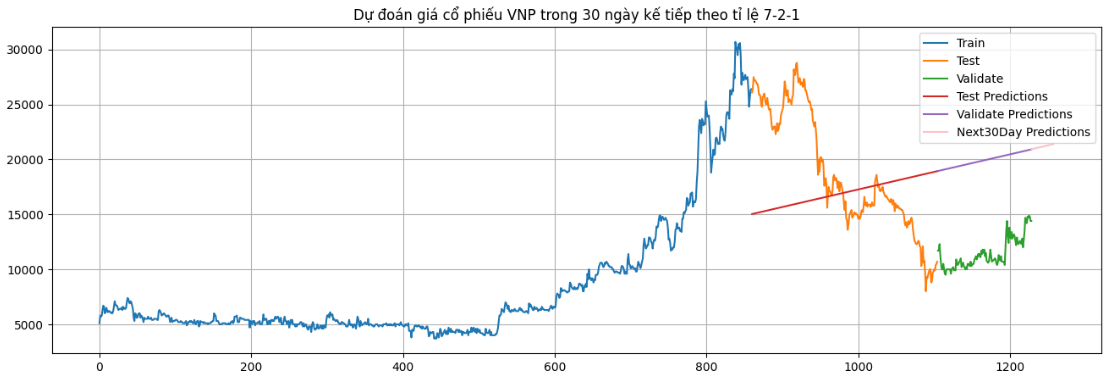 Dự đoán giá cổ phiếu VNP trong 30 ngày kế tiếp theo tỉ lệ 7-2-1
30000
25000
20000
15000
10000
5000
0
200
400
600
800
1000
1200
Train
Test
Validate
Test Predictions
Validate Predictions
Next30Day Predictions